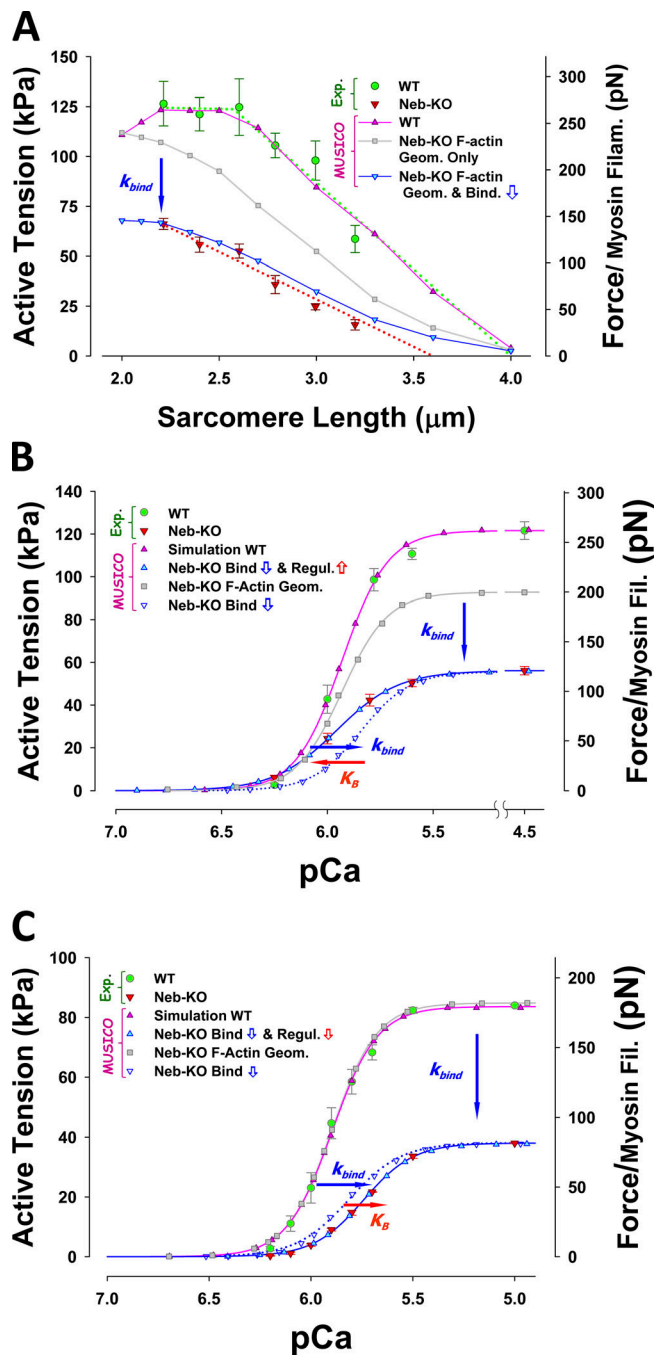 A
Active Tension (kPa)
150
125
100
75
50
25
0
Exp.
WT
Neb-KO
MUSICO
WT
Neb-KO F-actin
Geom. Only
Neb-KO F-actin
Geom. & Bind.
k_bind
300
250
200
150
100
50
0
Force/Myosin Filam. (pN)
2.0 2.5 3.0 3.5 4.0
Sarcomere Length (μm)
B
Active Tension (kPa)
140
120
100
80
60
40
20
0
Exp.
WT
Neb-KO
MUSICO
Simulation WT
Neb-KO Bind & Regul.
Neb-KO F-Actin Geom.
Neb-KO Bind
k_bind
k_bind
K_B
300
250
200
150
100
50
0
Force/Myosin Fil. (pN)
7.0 6.5 6.0 5.5 4.5
pCa
C
Active Tension (kPa)
100
80
60
40
20
0
Exp.
WT
Neb-KO
MUSICO
Simulation WT
Neb-KO Bind & Regul.
Neb-KO F-Actin Geom.
Neb-KO Bind
k_bind
k_bind
K_B
200
150
100
50
0
Force/Myosin Fil. (pN)
7.0 6.5 6.0 5.5 5.0
pCa